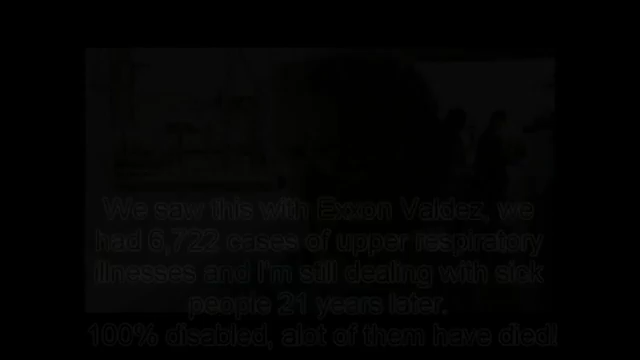 We saw this with Exxon Valdez, we
had 6,722 cases of upper respiratory
illnesses and I'm still dealing with sick
people 21 years later.
100% disabled, alot of them have died!